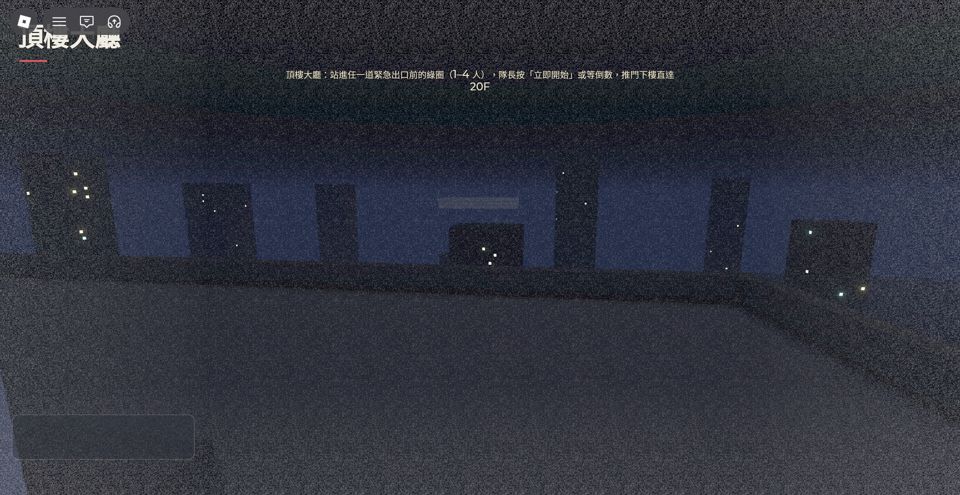 頂樓大廳
頂樓大廳：站進任一道緊急出口前的綠圈（1–4 人），隊長按「立即開始」或等倒數，推門下樓直達
20F